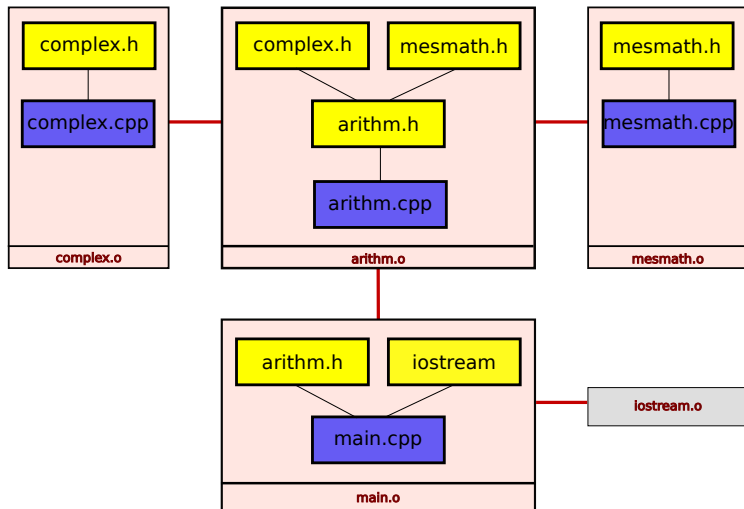 complex.h
complex.cpp
complex.o
complex.h
mesmath.h
arithm.h
arithm.cpp
arithm.o
mesmath.h
mesmath.cpp
mesmath.o
arithm.h
iostream
main.cpp
main.o
iostream.o